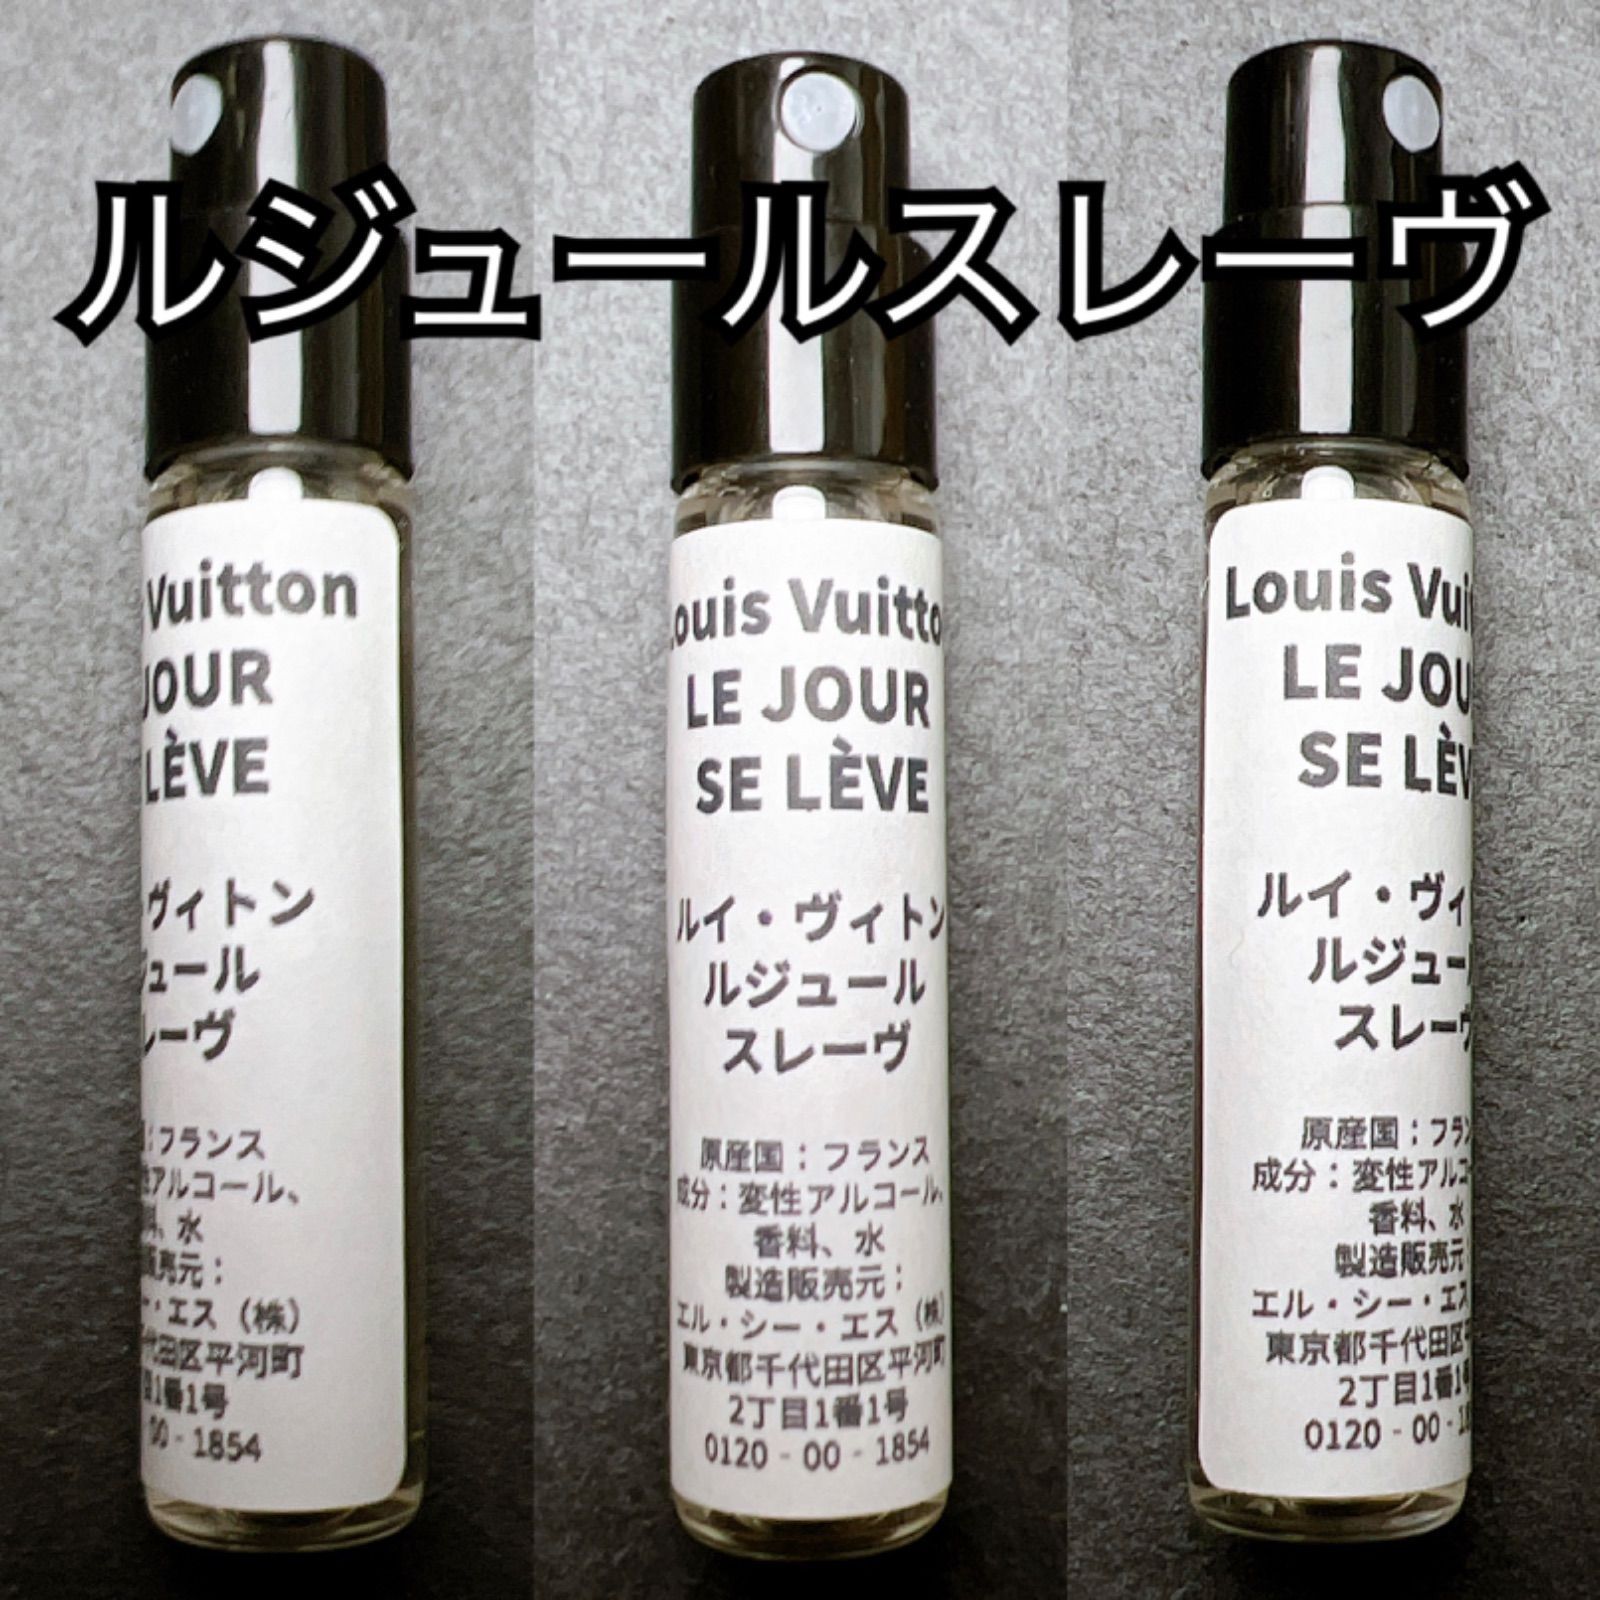 ルジュールスレーヴ
Vuitton
JOUR
LÈVE
ヴィトン
ュール
レーヴ
：フランス
アルコール、
料、水
販売元：
ー・エス（株）
代田区平河町
目1番1号
00 - 1854
Louis Vuitto
LE JOUR
SE LÈVE
ルイ・ヴィトン
ルジュール
スレーヴ
原産国：フランス
成分：変性アルコール、
香料、水
製造販売元：
エル・シー・エス（株）
東京都千代田区平河町
2丁目1番1号
0120 - 00 - 1854
Louis Vuit
LE JOU
SE LÈV
ルイ・ヴィ
ルジュール
スレーヴ
原産国：フラン
成分：変性アルコ
香料、水
製造販売元
エル・シー・エス
東京都千代田区
2丁目1番1号
0120 - 00 - 1